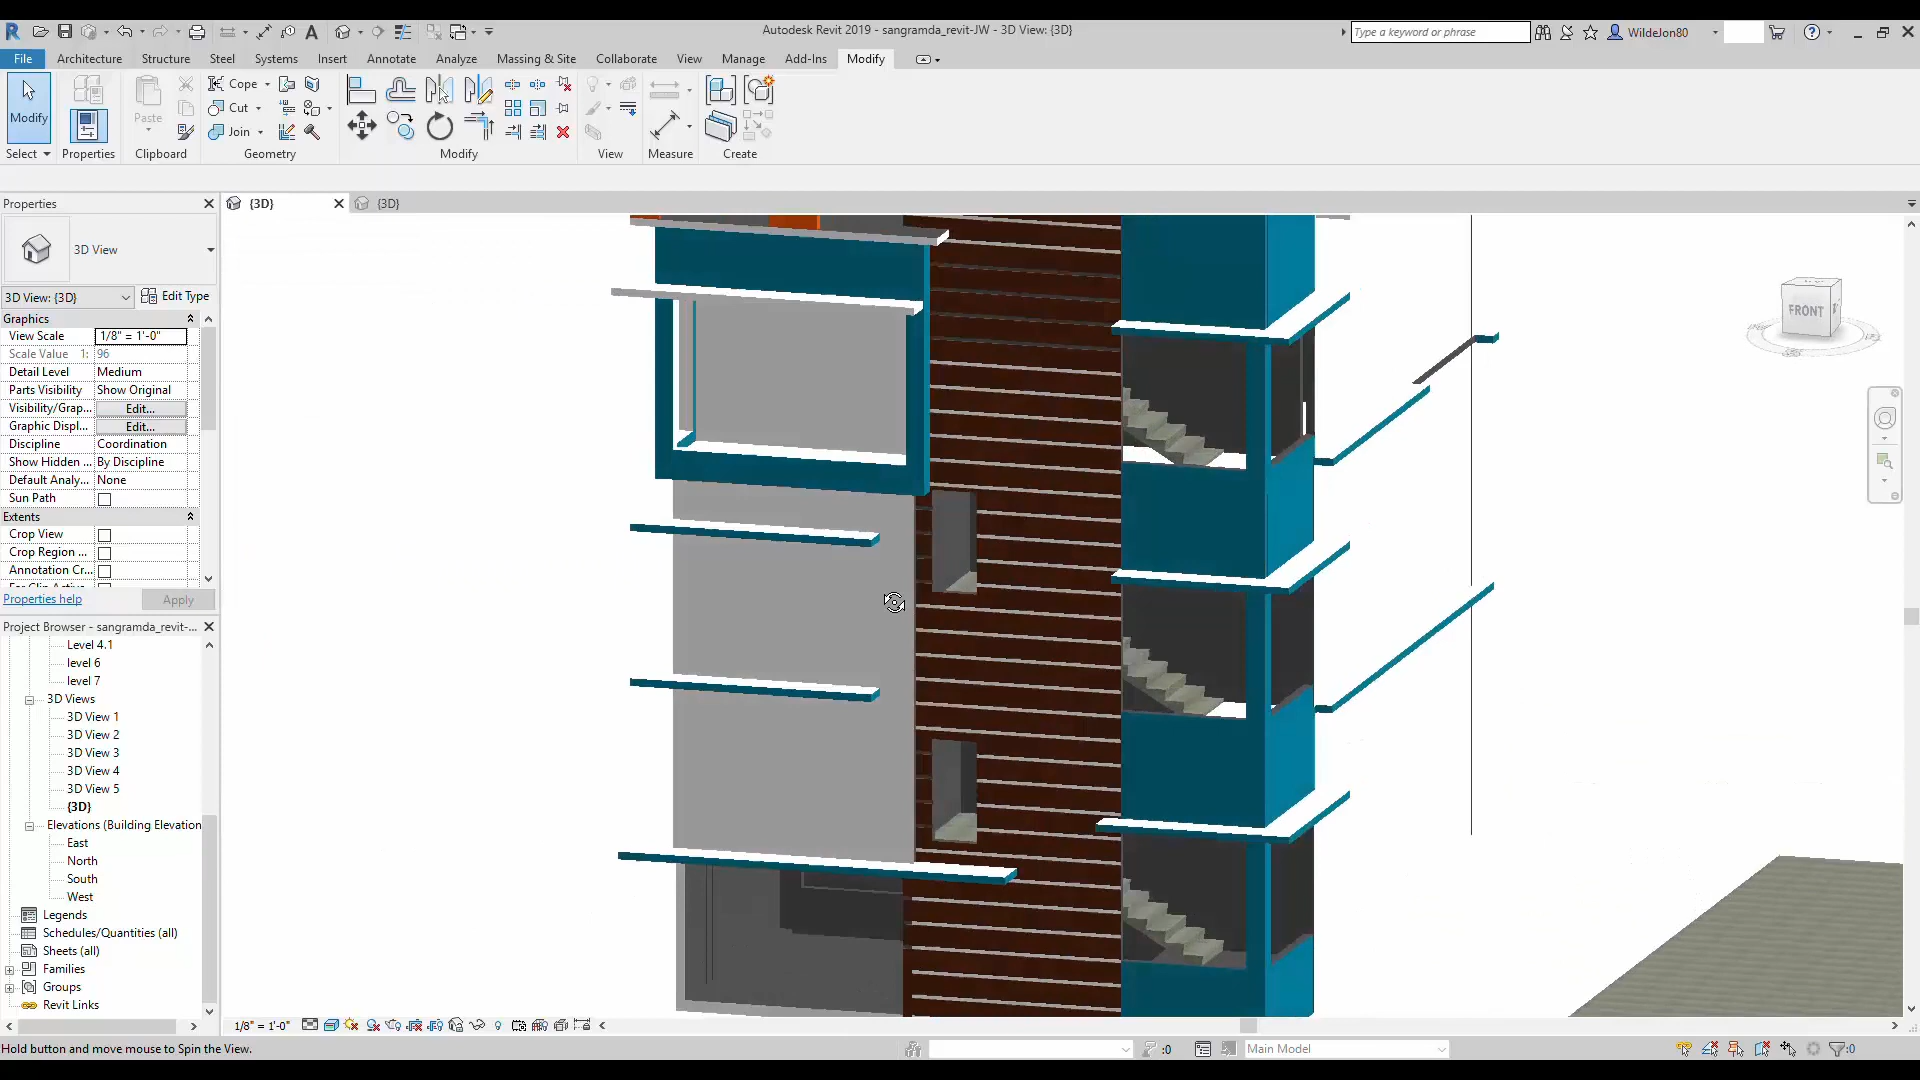 Autodesk Revit 2019 - sangramda_revit-JW - 3D View: {3D}
Type a keyword or phrase
WildeJon80
File Architecture Structure Steel Systems Insert Annotate Analyze Massing & Site Collaborate View Manage Add-Ins Modify
Modify
Paste
Cope
Cut
Join
Select Properties Clipboard Geometry Modify View Measure Create
Properties
{3D}
{3D}
3D View
3D View: {3D}
Edit Type
Graphics
View Scale 1/8" = 1'-0"
Scale Value 1: 96
Detail Level Medium
Parts Visibility Show Original
Visibility/Grap... Edit...
Graphic Displ... Edit...
Discipline Coordination
Show Hidden ... By Discipline
Default Analy... None
Sun Path
Extents
Crop View
Crop Region ...
Annotation Cr...
Properties help
Apply
Project Browser - sangramda_revit-...
Level 4.1
level 6
level 7
3D Views
3D View 1
3D View 2
3D View 3
3D View 4
3D View 5
{3D}
Elevations (Building Elevation
East
North
South
West
Legends
Schedules/Quantities (all)
Sheets (all)
Families
Groups
Revit Links
FRONT
1/8" = 1'-0"
Hold button and move mouse to Spin the View.
:0
Main Model
:0